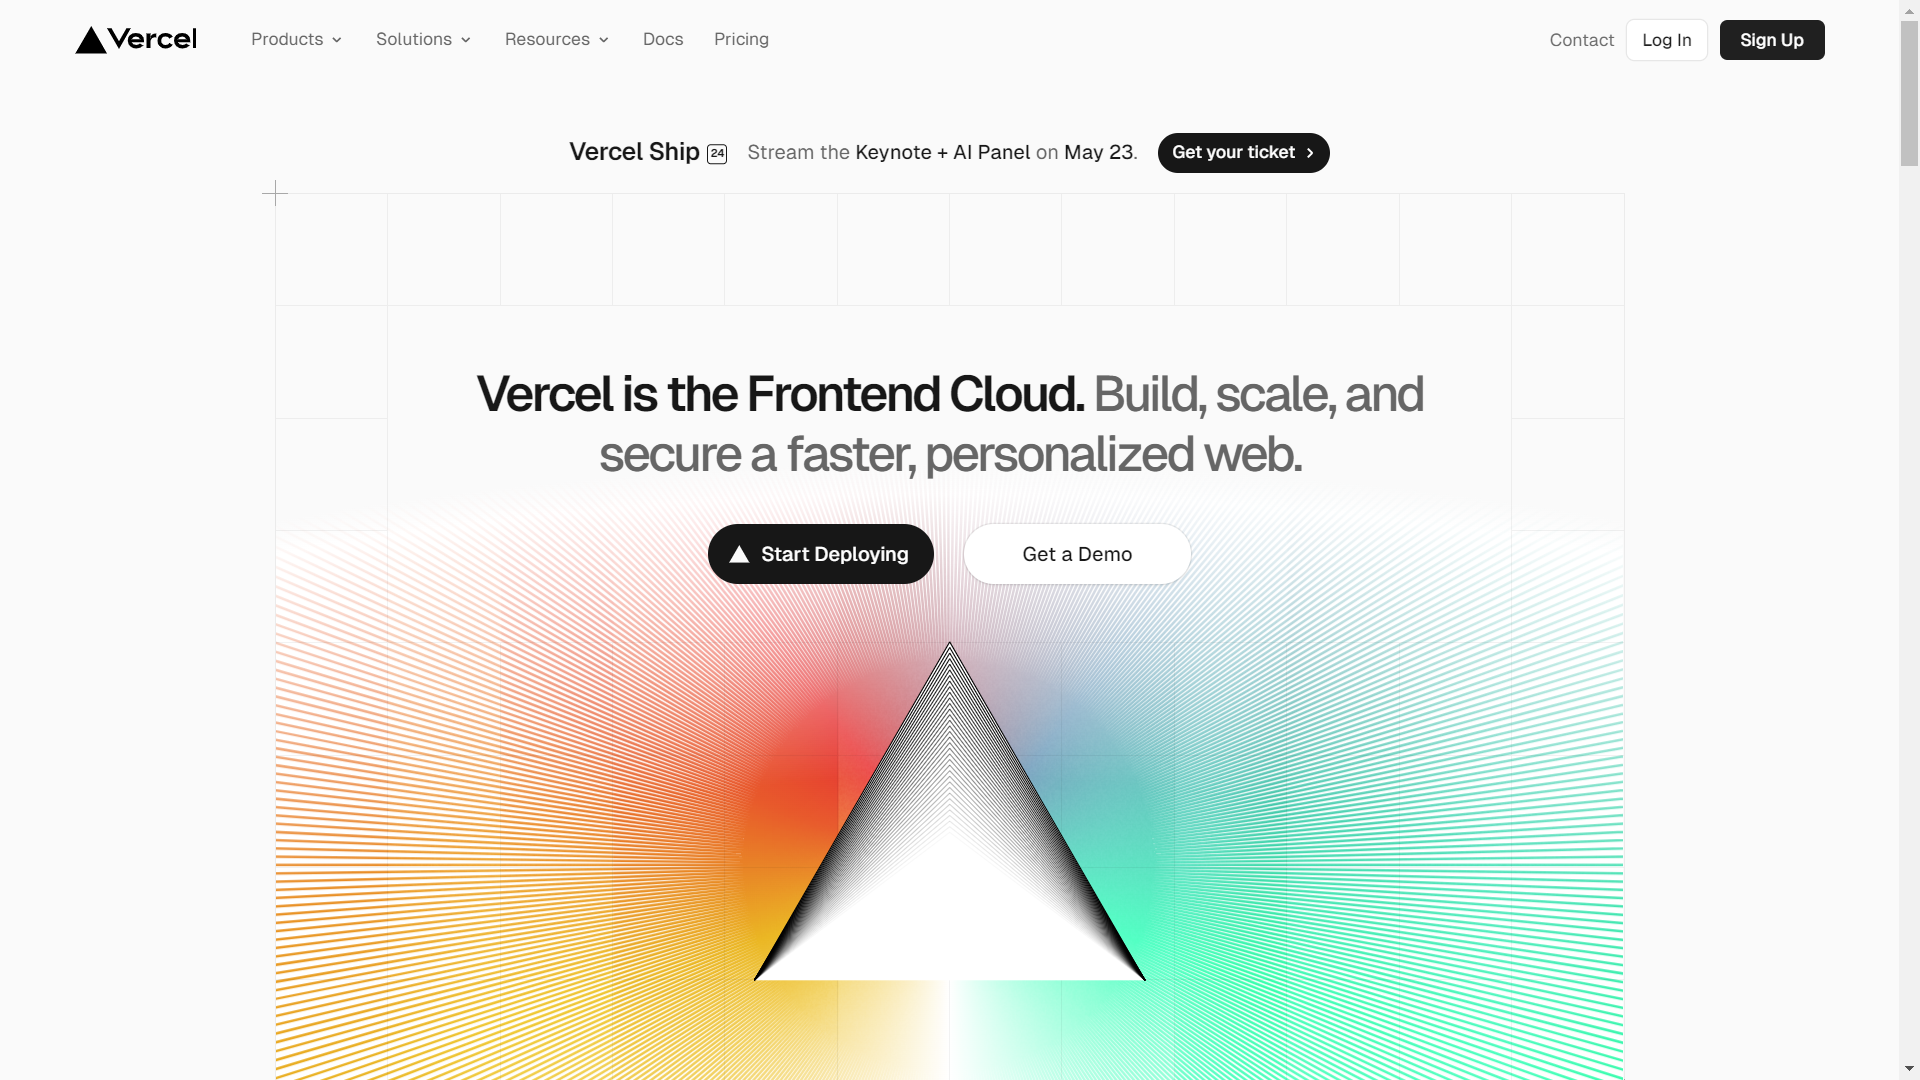 Vercel
Products
Solutions
Resources
Docs
Pricing
Contact
Log In
Sign Up
Vercel Ship 24
Stream the Keynote + AI Panel on May 23.
Get your ticket
Vercel is the Frontend Cloud. Build, scale, and
secure a faster, personalized web.
Start Deploying
Get a Demo